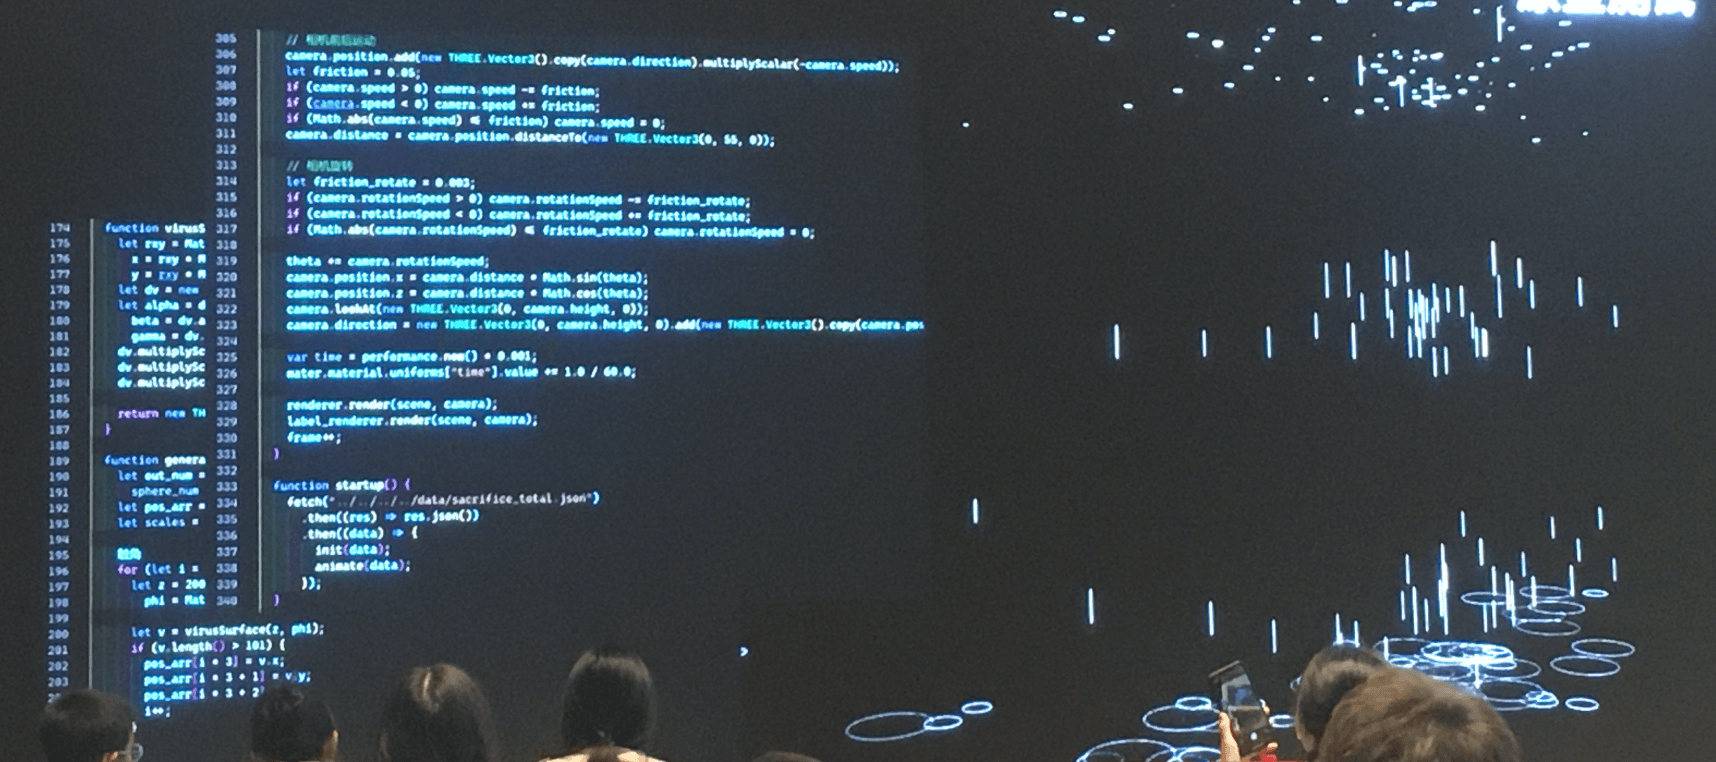 305 // 相机前后运动
306 camera.position.add(new THREE.Vector3().copy(camera.direction).multiplyScalar(-camera.speed));
307 let friction = 0.05;
308 if (camera.speed > 0) camera.speed -= friction;
309 if (camera.speed < 0) camera.speed += friction;
310 if (Math.abs(camera.speed) <= friction) camera.speed = 0;
311 camera.distance = camera.position.distanceTo(new THREE.Vector3(0, 55, 0));
312
313 // 相机旋转
314 let friction_rotate = 0.003;
315 if (camera.rotationSpeed > 0) camera.rotationSpeed -= friction_rotate;
316 if (camera.rotationSpeed < 0) camera.rotationSpeed += friction_rotate;
317 if (Math.abs(camera.rotationSpeed) <= friction_rotate) camera.rotationSpeed = 0;
318
319 theta += camera.rotationSpeed;
320 camera.position.x = camera.distance * Math.sin(theta);
321 camera.position.z = camera.distance * Math.cos(theta);
322 camera.lookAt(new THREE.Vector3(0, camera.height, 0));
323 camera.direction = new THREE.Vector3(0, camera.height, 0).add(new THREE.Vector3().copy(camera.pos
324
325 var time = performance.now() * 0.001;
326 mater.material.uniforms["time"].value += 1.0 / 60.0;
327
328 renderer.render(scene, camera);
329 label_renderer.render(scene, camera);
330 frame++;
331 }
332
333 function startup() {
334 fetch("../../../../data/sacrifice_total.json")
335 .then((res) => res.json())
336 .then((data) => {
337 init(data);
338 animate(data);
339 });
340 }
174 function virusS
175 let rxy = Mat
176 x = rxy * M
177 y = rxy * M
178 let dv = new
179 let alpha = d
180 beta = dv.a
181 gamma = dv.
182 dv.multiplySc
183 dv.multiplySc
184 dv.multiplySc
185
186 return new TH
187 }
188
189 function genera
190 let out_num =
191 sphere_num
192 let pos_arr =
193 let scales =
194
195 触角
196 for (let i =
197 let z = 200
198 phi = Mat
199
200 let v = virusSurface(z, phi);
201 if (v.length() > 101) {
202 pos_arr[i * 3] = v.x;
203 pos_arr[i * 3 + 1] = v.y;
pos_arr[i * 3 + 2]
i++;